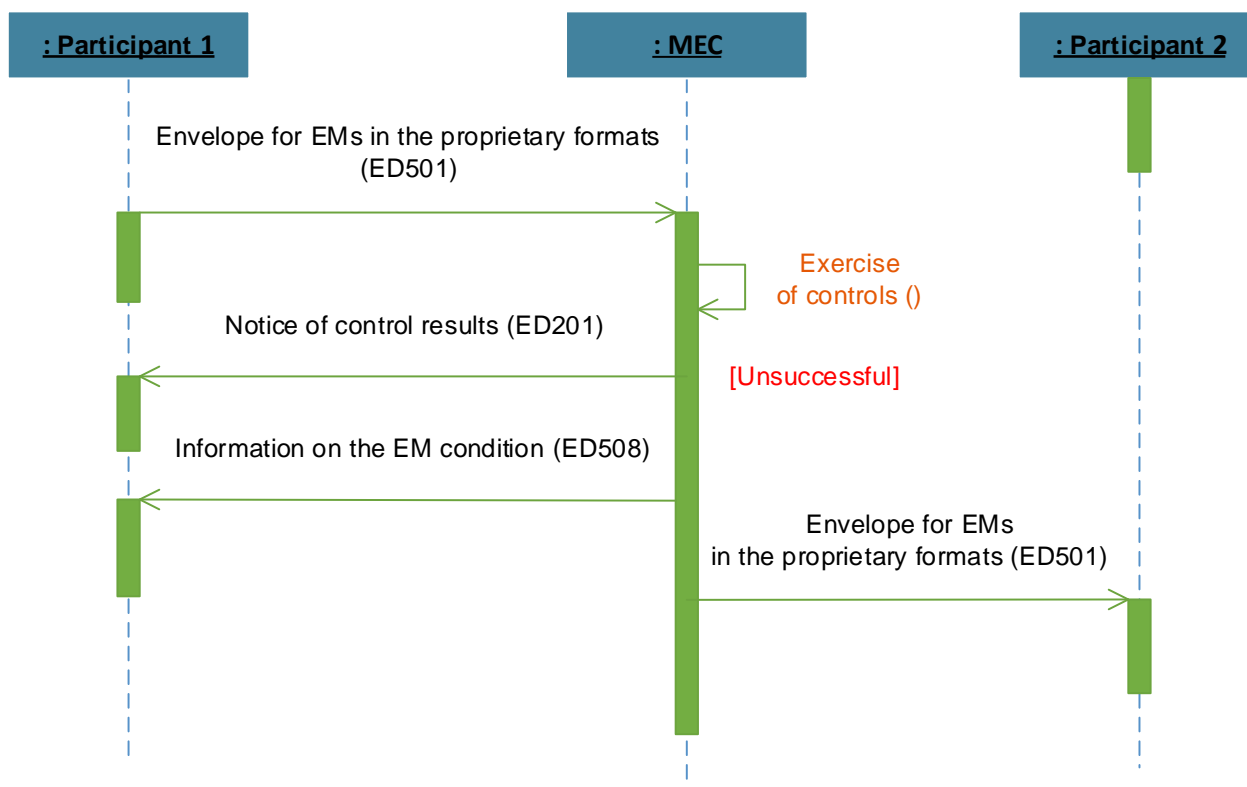 : Participant 1
: MEC
: Participant 2
Envelope for EMs in the proprietary formats
(ED501)
Exercise
of controls ()
Notice of control results (ED201)
[Unsuccessful]
Information on the EM condition (ED508)
Envelope for EMs
in the proprietary formats (ED501)